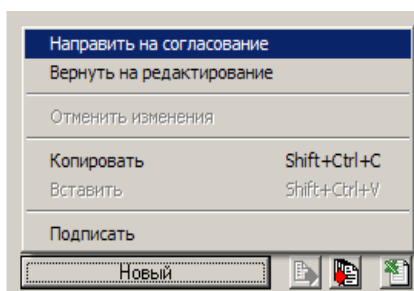 Направить на согласование
Вернуть на редактирование
Отменить изменения
Копировать Shift+Ctrl+C
Вставить Shift+Ctrl+V
Подписать
Новый